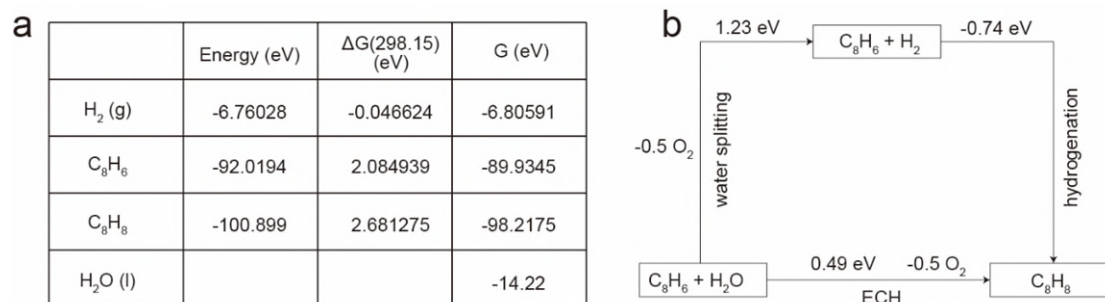 a
Energy (eV) ΔG(298.15) (eV) G (eV)
H₂ (g) -6.76028 -0.046624 -6.80591
C₈H₆ -92.0194 2.084939 -89.9345
C₈H₈ -100.899 2.681275 -98.2175
H₂O (l) -14.22
b
1.23 eV
C₈H₆ + H₂
-0.74 eV
-0.5 O₂
water splitting
hydrogenation
C₈H₆ + H₂O
0.49 eV -0.5 O₂
ECH
C₈H₈